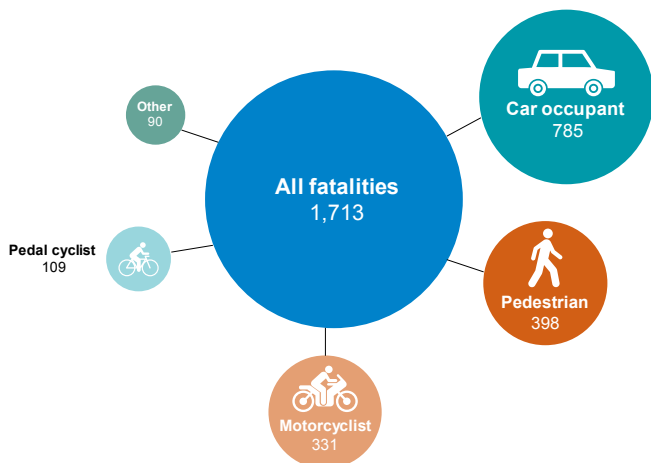 All fatalities
1,713
Car occupant
785
Pedestrian
398
Motorcyclist
331
Pedal cyclist
109
Other
90